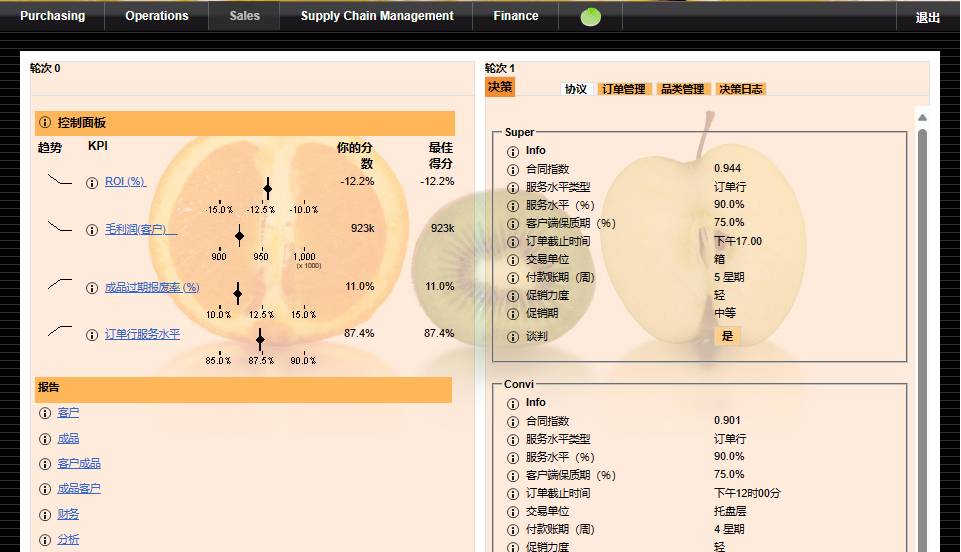 Purchasing Operations Sales Supply Chain Management Finance 退出
轮次 0
控制面板
趋势 KPI 你的分数 最佳得分
ROI (%) -12.2% -12.2%
-15.0% -12.5% -10.0%
毛利润(客户) 923k 923k
900 950 1,000
(x 1000)
成品过期报废率 (%) 11.0% 11.0%
10.0% 12.5% 15.0%
订单行服务水平 87.4% 87.4%
85.0% 87.5% 90.0%
报告
客户
成品
客户成品
成品客户
财务
分析
轮次 1
决策 协议 订单管理 品类管理 决策日志
Super
Info
合同指数 0.944
服务水平类型 订单行
服务水平（%） 90.0%
客户端保质期（%） 75.0%
订单截止时间 下午17.00
交易单位 箱
付款账期（周） 5 星期
促销力度 轻
促销期 中等
谈判 是
Convi
Info
合同指数 0.901
服务水平类型 订单行
服务水平（%） 90.0%
客户端保质期（%） 75.0%
订单截止时间 下午12时00分
交易单位 托盘层
付款账期（周） 4 星期
促销力度 轻